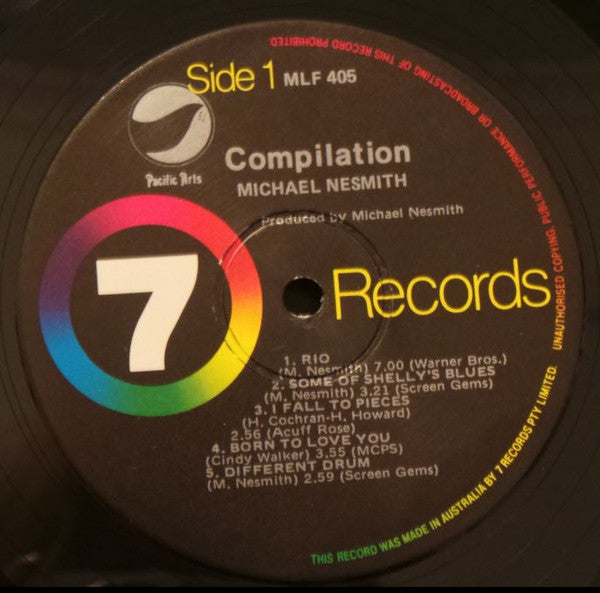 Side 1 MLF 405
Pacific Arts
Compilation
MICHAEL NESMITH
Produced by Michael Nesmith
7 Records
1. RIO
(M. Nesmith) 7.00 (Warner Bros.)
2. SOME OF SHELLY'S BLUES
(M. Nesmith) 3.21 (Screen Gems)
3. I FALL TO PIECES
(H. Cochran-H. Howard)
2.56 (Acuff Rose)
4. BORN TO LOVE YOU
(Cindy Walker) 3,55 (MCPS)
5. DIFFERENT DRUM
(M. Nesmith) 2.59 (Screen Gems)
THIS RECORD WAS MADE IN AUSTRALIA BY 7 RECORDS PTY LIMITED. UNAUTHORISED COPYING, PUBLIC PERFORMANCE OR BROADCASTING OF THIS RECORD PROHIBITED.